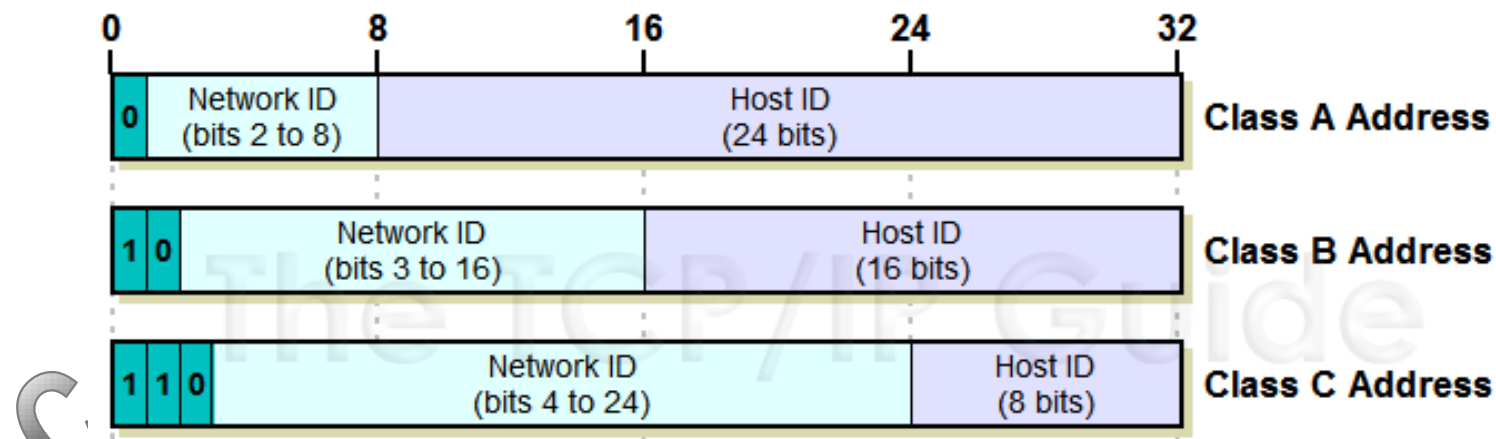 0 8 16 24 32
0 Network ID Host ID Class A Address
(bits 2 to 8) (24 bits)
1 0 Network ID Host ID Class B Address
(bits 3 to 16) (16 bits)
The TCP/IP Guide
1 1 0 Network ID Host ID Class C Address
(bits 4 to 24) (8 bits)